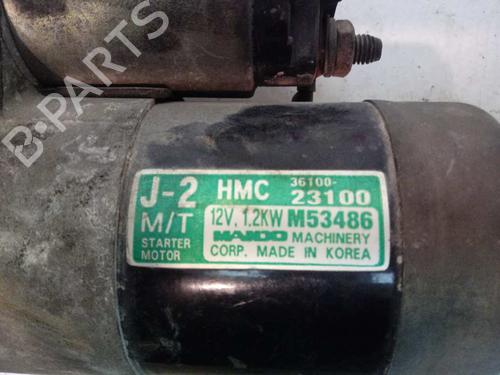 J-2 HMC 36100-23100
M/T 12V, 1.2KW M53486
STARTER MOTOR MANDO MACHINERY
CORP. MADE IN KOREA
B-PARTS